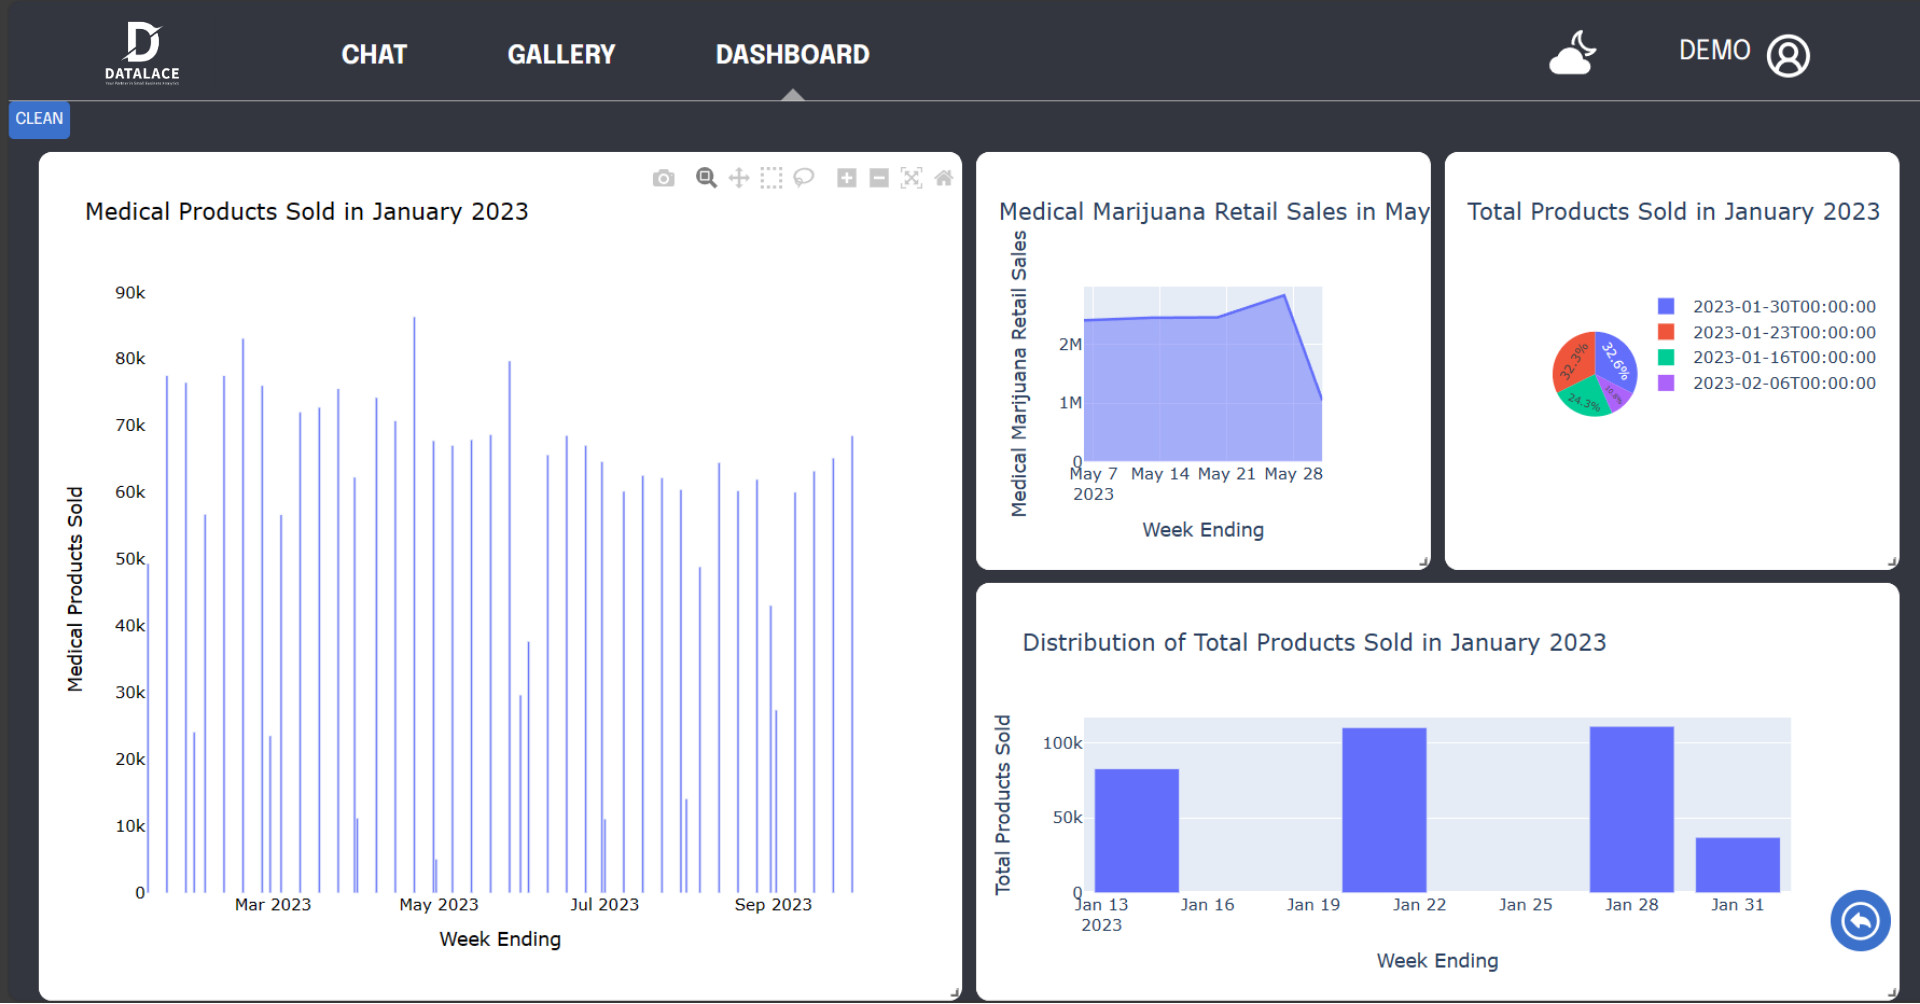 DATALACE
CHAT
GALLERY
DASHBOARD
DEMO
CLEAN
Medical Products Sold in January 2023
90k
80k
70k
60k
50k
40k
30k
20k
10k
0
Medical Products Sold
Mar 2023
May 2023
Jul 2023
Sep 2023
Week Ending
Medical Marijuana Retail Sales in May
Medical Marijuana Retail Sales
2M
1M
0
May 7
2023
May 14
May 21
May 28
Week Ending
Total Products Sold in January 2023
32.6%
32.3%
24.3%
2023-01-30T00:00:00
2023-01-23T00:00:00
2023-01-16T00:00:00
2023-02-06T00:00:00
Distribution of Total Products Sold in January 2023
Total Products Sold
100k
50k
0
Jan 13
2023
Jan 16
Jan 19
Jan 22
Jan 25
Jan 28
Jan 31
Week Ending